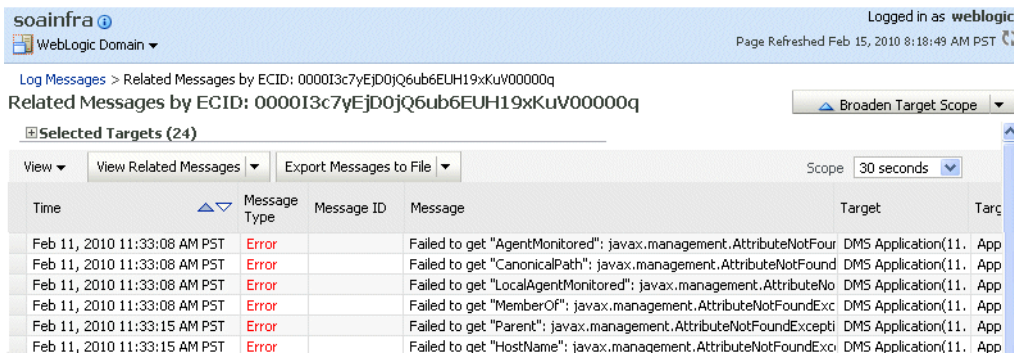 soainfra
Logged in as weblogic
WebLogic Domain
Page Refreshed Feb 15, 2010 8:18:49 AM PST
Log Messages > Related Messages by ECID: 0000I3c7yEjD0jQ6ub6EUH19xKuV00000q
Related Messages by ECID: 0000I3c7yEjD0jQ6ub6EUH19xKuV00000q
Broaden Target Scope
Selected Targets (24)
View View Related Messages Export Messages to File Scope 30 seconds
Time Message Type Message ID Message Target Targ
Feb 11, 2010 11:33:08 AM PST Error Failed to get "AgentMonitored": javax.management.AttributeNotFour DMS Application(11. App
Feb 11, 2010 11:33:08 AM PST Error Failed to get "CanonicalPath": javax.management.AttributeNotFound DMS Application(11. App
Feb 11, 2010 11:33:08 AM PST Error Failed to get "LocalAgentMonitored": javax.management.AttributeNo DMS Application(11. App
Feb 11, 2010 11:33:08 AM PST Error Failed to get "MemberOf": javax.management.AttributeNotFoundExc DMS Application(11. App
Feb 11, 2010 11:33:15 AM PST Error Failed to get "Parent": javax.management.AttributeNotFoundExcepti DMS Application(11. App
Feb 11, 2010 11:33:15 AM PST Error Failed to get "HostName": javax.management.AttributeNotFoundExc DMS Application(11. App